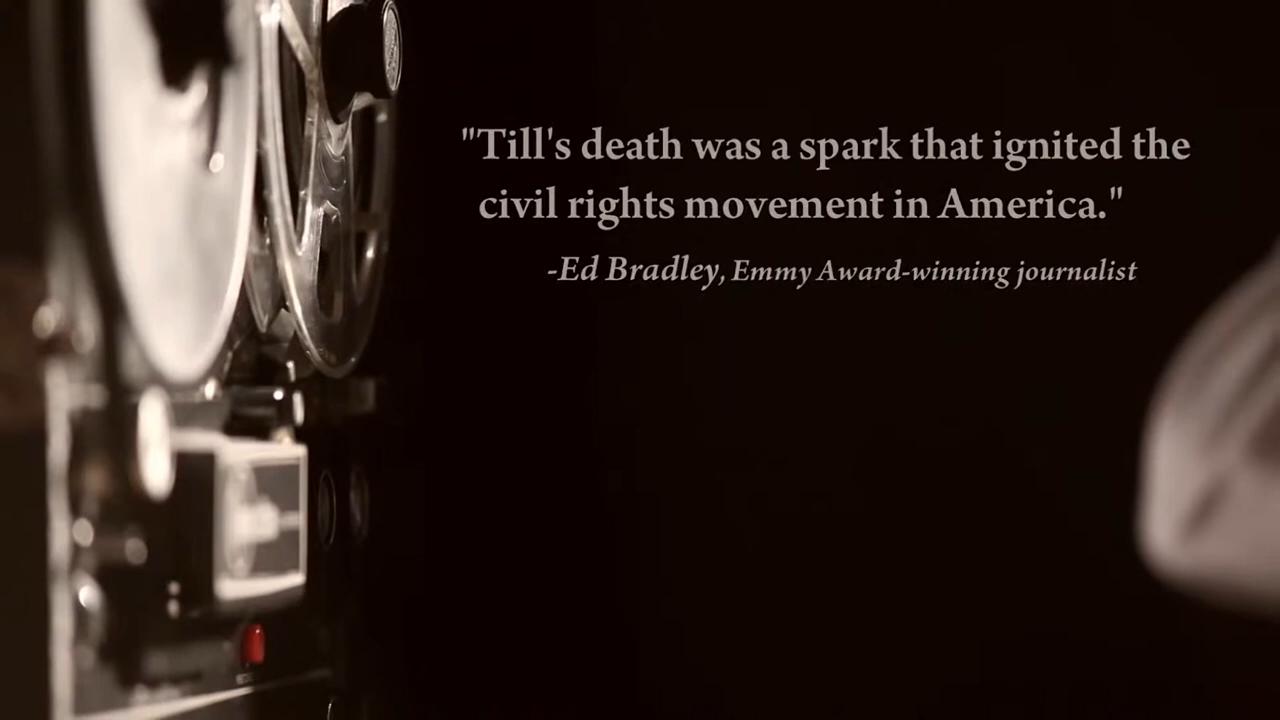 "Till's death was a spark that ignited the
civil rights movement in America."
-Ed Bradley, Emmy Award-winning journalist